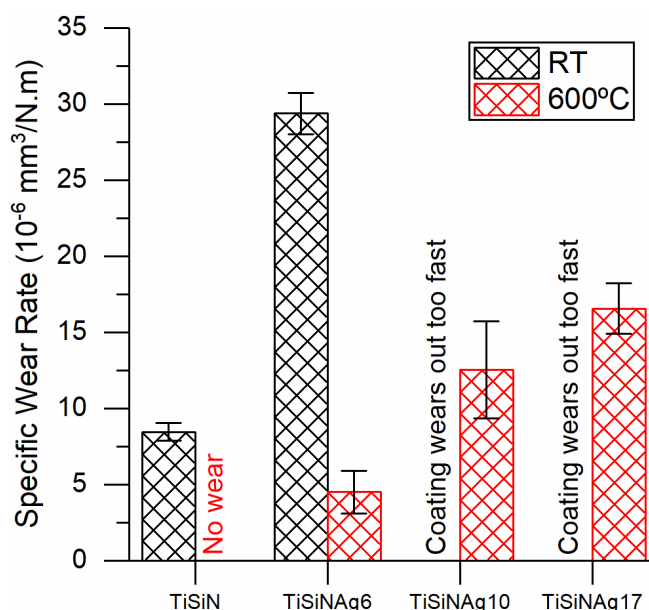 Specific Wear Rate (10⁻⁶ mm³/N.m)
35
30
25
20
15
10
5
0
RT
600ºC
No wear
Coating wears out too fast
Coating wears out too fast
TiSiN
TiSiNAg6
TiSiNAg10
TiSiNAg17